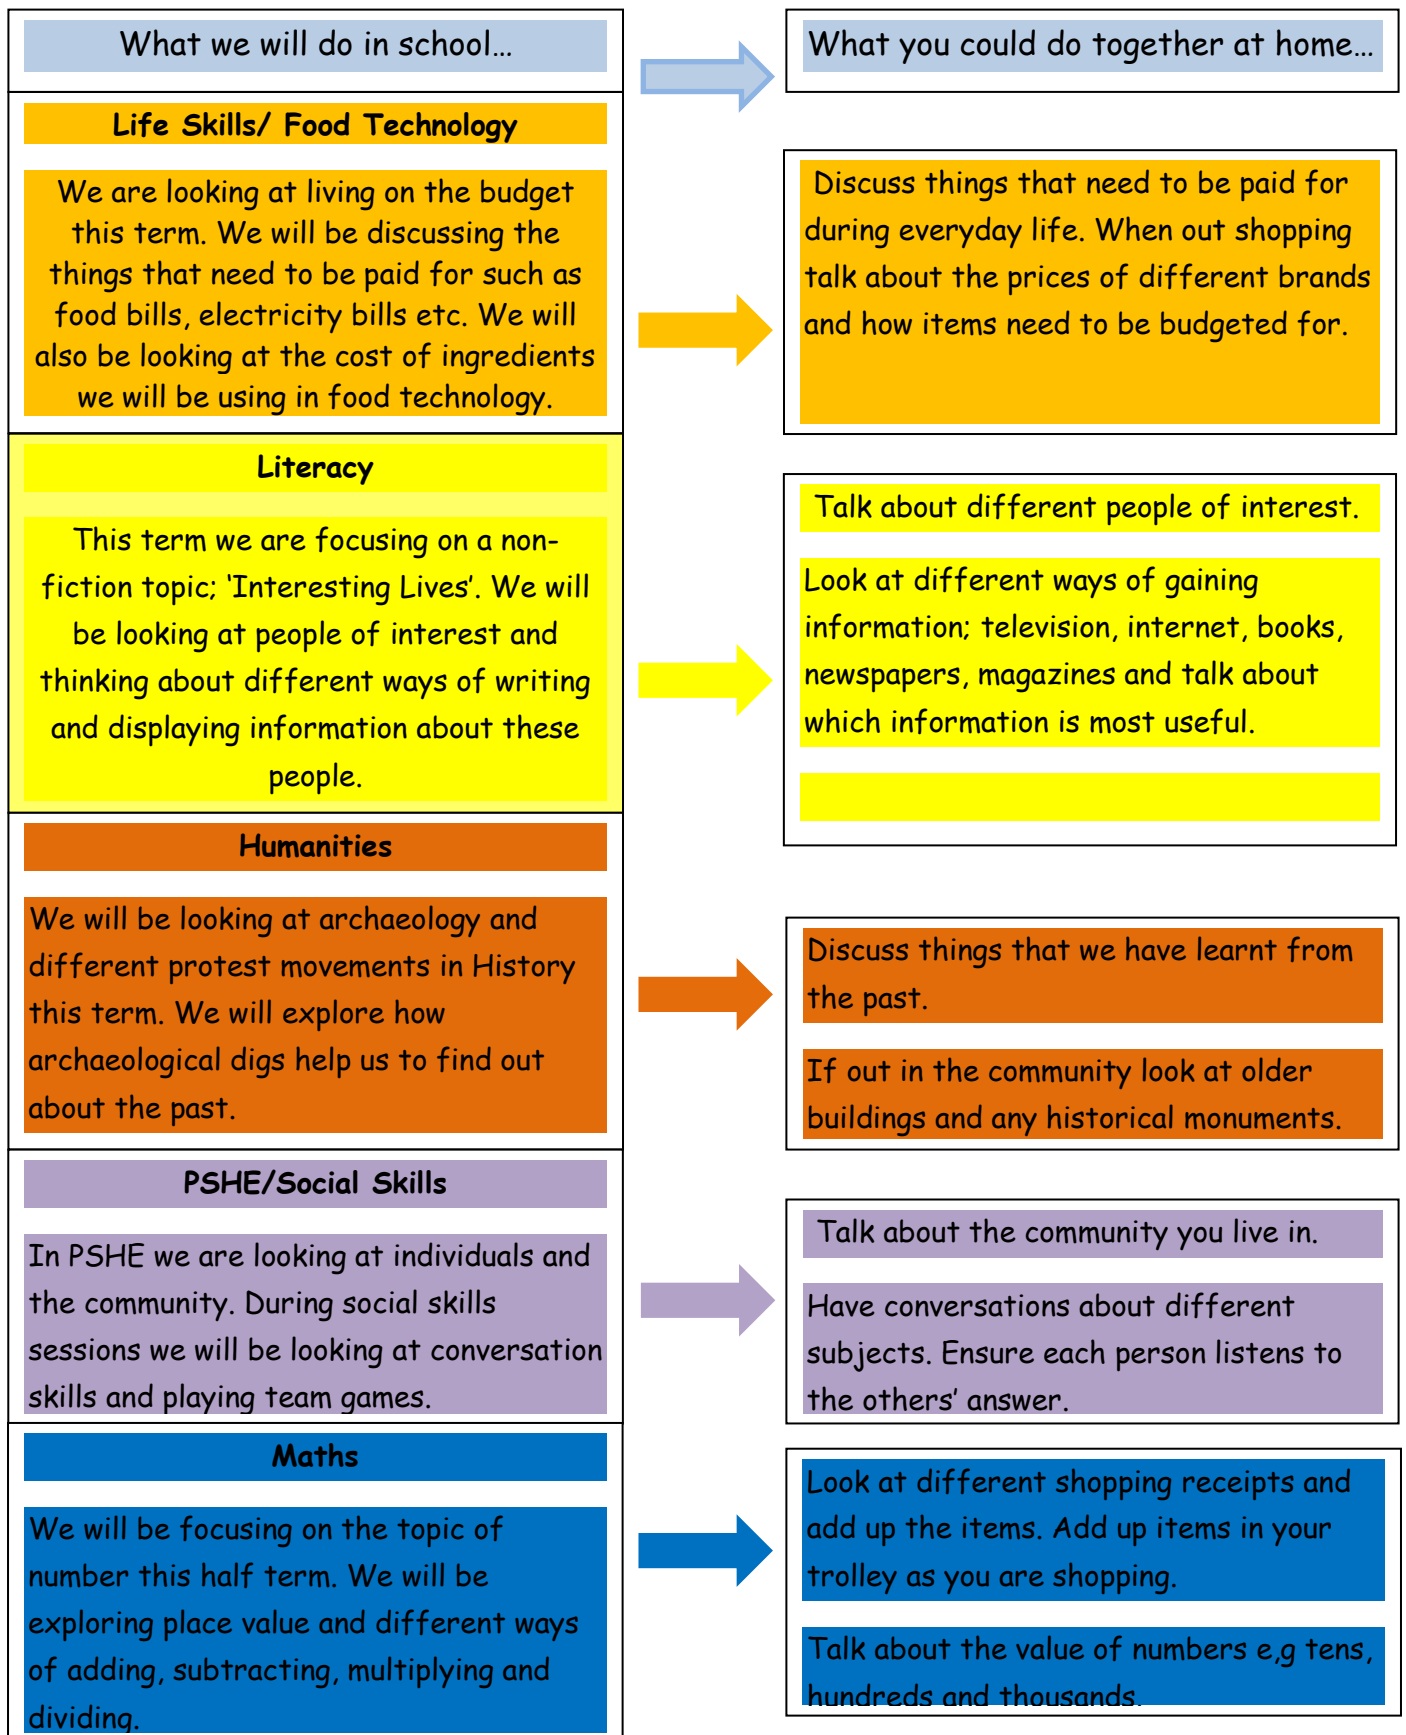 What we will do in school…
What you could do together at home…
Life Skills/ Food Technology
We are looking at living on the budget
this term. We will be discussing the
things that need to be paid for such as
food bills, electricity bills etc. We will
also be looking at the cost of ingredients
we will be using in food technology.
Discuss things that need to be paid for
during everyday life. When out shopping
talk about the prices of different brands
and how items need to be budgeted for.
Literacy
This term we are focusing on a non-
fiction topic; ‘Interesting Lives’. We will
be looking at people of interest and
thinking about different ways of writing
and displaying information about these
people.
Talk about different people of interest.
Look at different ways of gaining
information; television, internet, books,
newspapers, magazines and talk about
which information is most useful.
Humanities
We will be looking at archaeology and
different protest movements in History
this term. We will explore how
archaeological digs help us to find out
about the past.
Discuss things that we have learnt from
the past.
If out in the community look at older
buildings and any historical monuments.
PSHE/Social Skills
In PSHE we are looking at individuals and
the community. During social skills
sessions we will be looking at conversation
skills and playing team games.
Talk about the community you live in.
Have conversations about different
subjects. Ensure each person listens to
the others’ answer.
Maths
We will be focusing on the topic of
number this half term. We will be
exploring place value and different ways
of adding, subtracting, multiplying and
dividing.
Look at different shopping receipts and
add up the items. Add up items in your
trolley as you are shopping.
Talk about the value of numbers e,g tens,
hundreds and thousands.